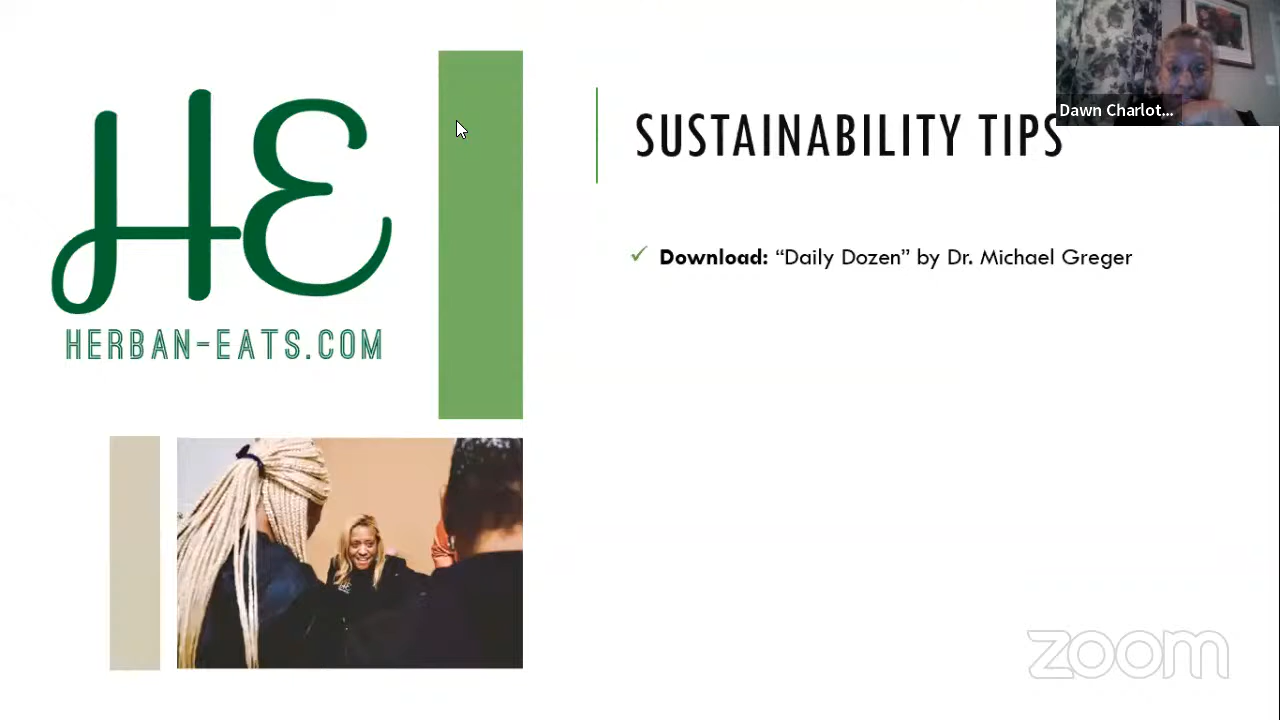 HE
HERBAN-EATS.COM
SUSTAINABILITY TIPS
Dawn Charlot...
✓ Download: “Daily Dozen” by Dr. Michael Greger
zoom